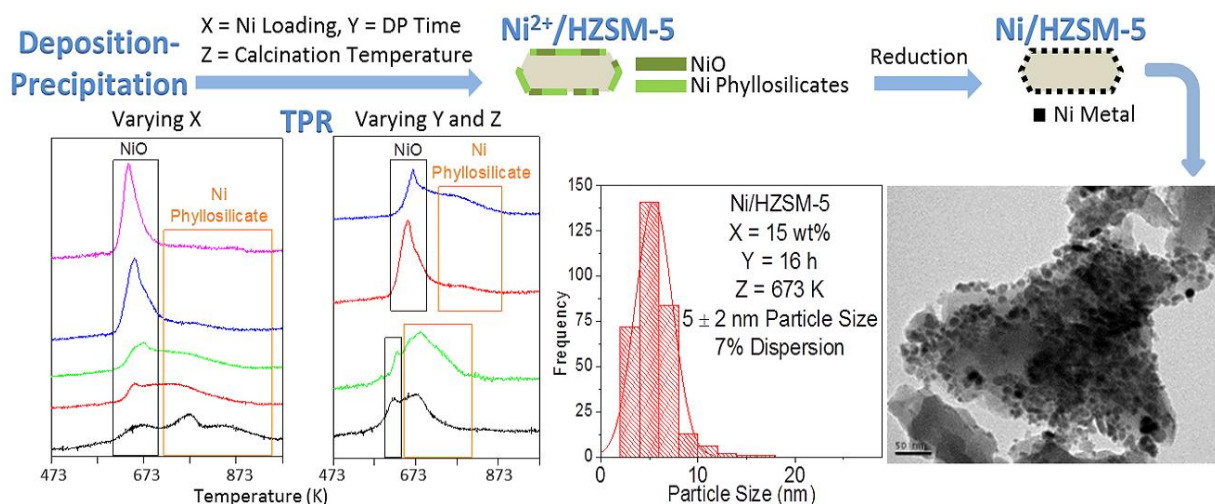 Deposition-
Precipitation
X = Ni Loading, Y = DP Time
Z = Calcination Temperature
Ni²⁺/HZSM-5
NiO
Ni Phyllosilicates
Reduction
Ni/HZSM-5
Ni Metal
Varying X
TPR
Varying Y and Z
NiO
Ni
Phyllosilicate
NiO
Ni
Phyllosilicate
473
673
873
Temperature (K)
473
673
873
Frequency
150
125
100
75
50
25
0
Ni/HZSM-5
X = 15 wt%
Y = 16 h
Z = 673 K
5 ± 2 nm Particle Size
7% Dispersion
0
10
20
Particle Size (nm)
50 nm